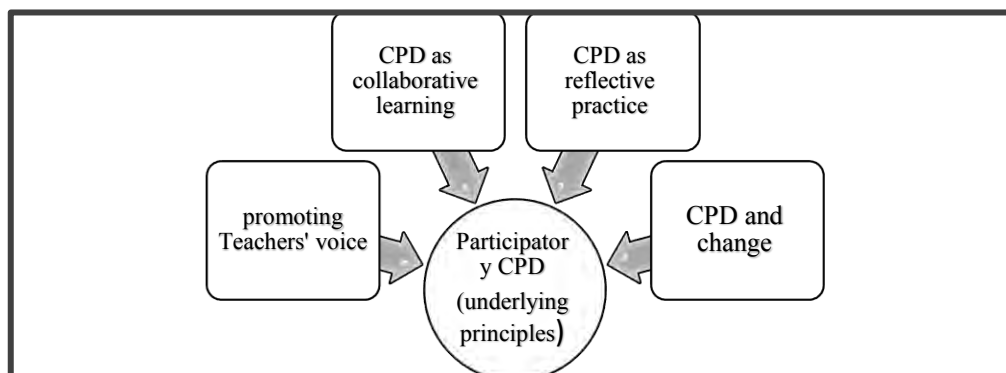 CPD as
collaborative
learning
CPD as
reflective
practice
promoting
Teachers' voice
CPD and
change
Participator
y CPD
(underlying
principles)